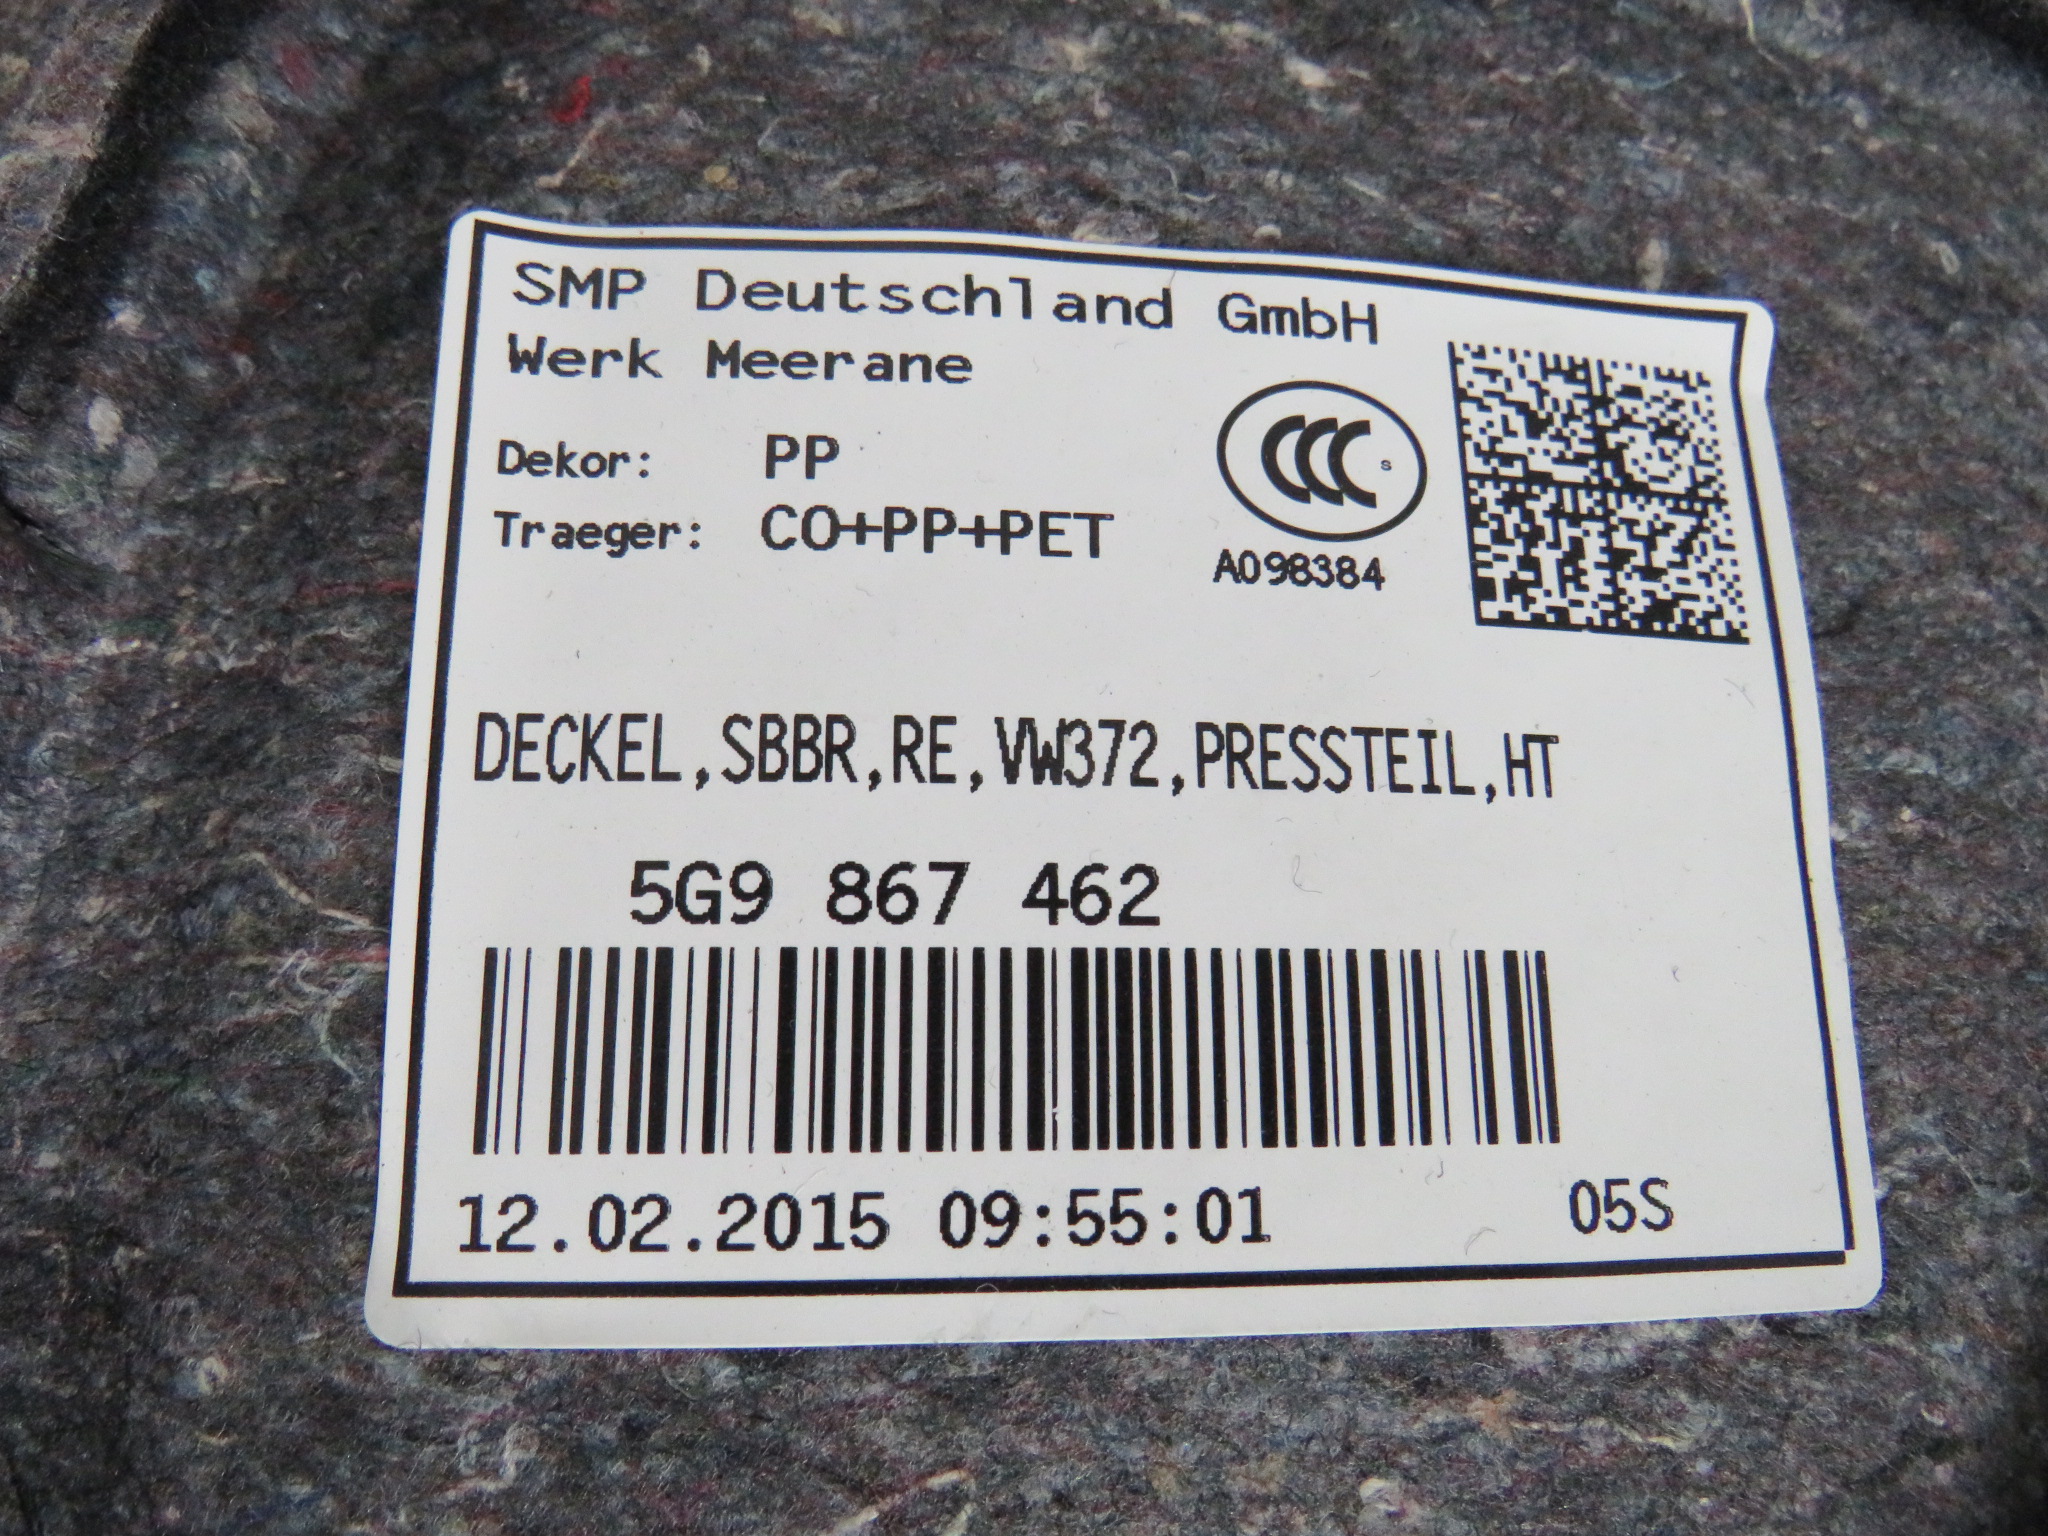 SMP Deutschland GmbH
Werk Meerane
Dekor: PP
Traeger: CO+PP+PET
CCC S
A098384
DECKEL,SBBR,RE,VW372,PRESSTEIL,HT
5G9 867 462
12.02.2015 09:55:01 05S